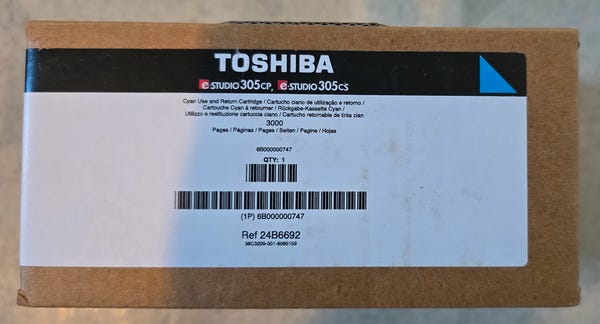 TOSHIBA
e-STUDIO305CP, e-STUDIO305CS
Cyan Use and Return Cartridge / Cartucho ciano de utilização e retorno /
Cartouche Cyan à retourner / Rückgabe-Kassette Cyan /
Utilizzo e restituzione cartuccia ciano / Cartucho retornable de tinta cian
3000
Pages / Páginas / Pages / Seiten / Pagine / Hojas
6B000000747
QTY: 1
(1P) 6B000000747
Ref 24B6692